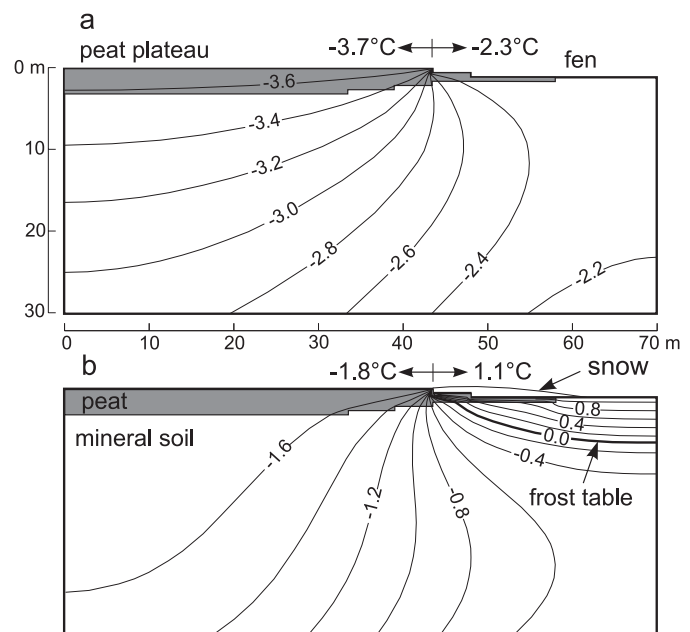 a
peat plateau
-3.7°C
-2.3°C
fen
0 m
10
20
30
-3.6
-3.4
-3.2
-3.0
-2.8
-2.6
-2.4
-2.2
0 10 20 30 40 50 60 70 m
b
-1.8°C
1.1°C
snow
peat
mineral soil
0.8
0.4
0.0
-0.4
frost table
-1.6
-1.2
-0.8